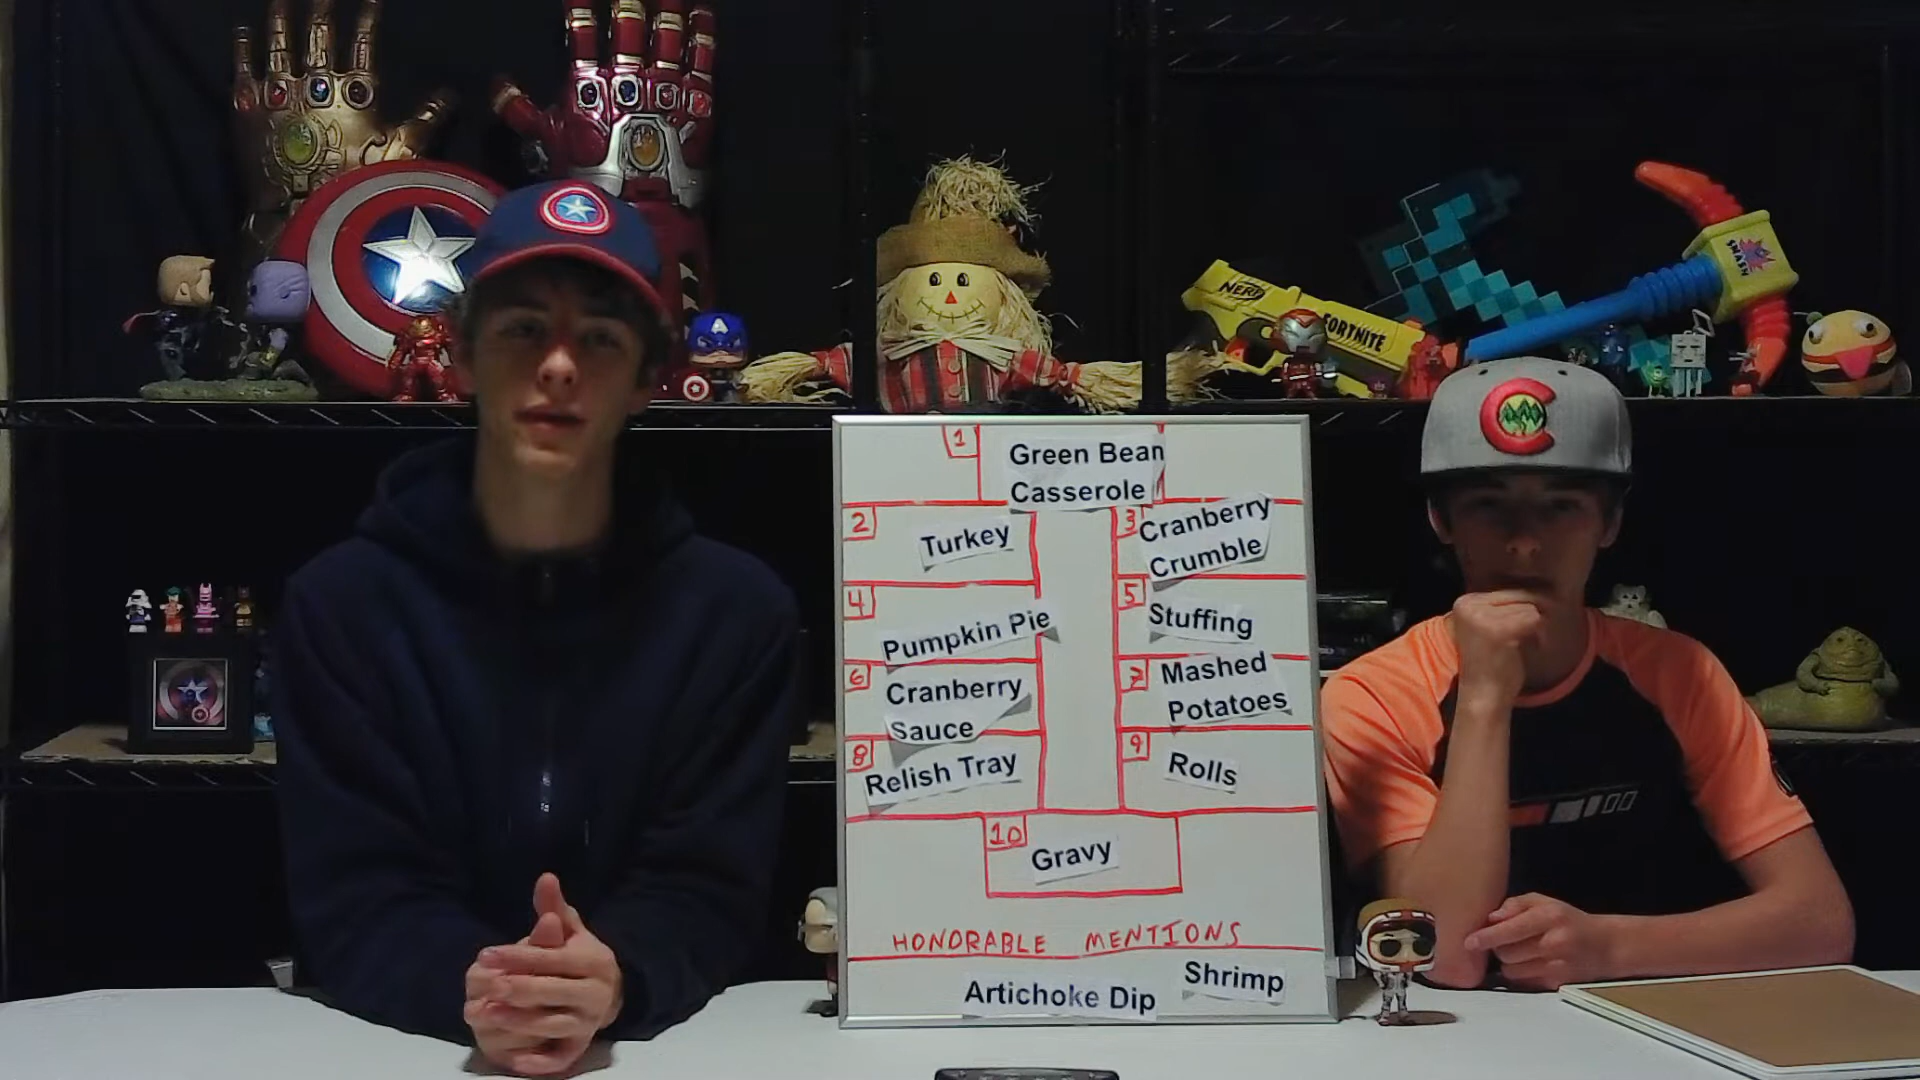 NERF
FORTNITE
SMASH
A
C
1
Green Bean
Casserole
2
Turkey
3
Cranberry
Crumble
4
Pumpkin Pie
5
Stuffing
6
Cranberry
Sauce
7
Mashed
Potatoes
8
Relish Tray
9
Rolls
10
Gravy
HONORABLE MENTIONS
Artichoke Dip
Shrimp